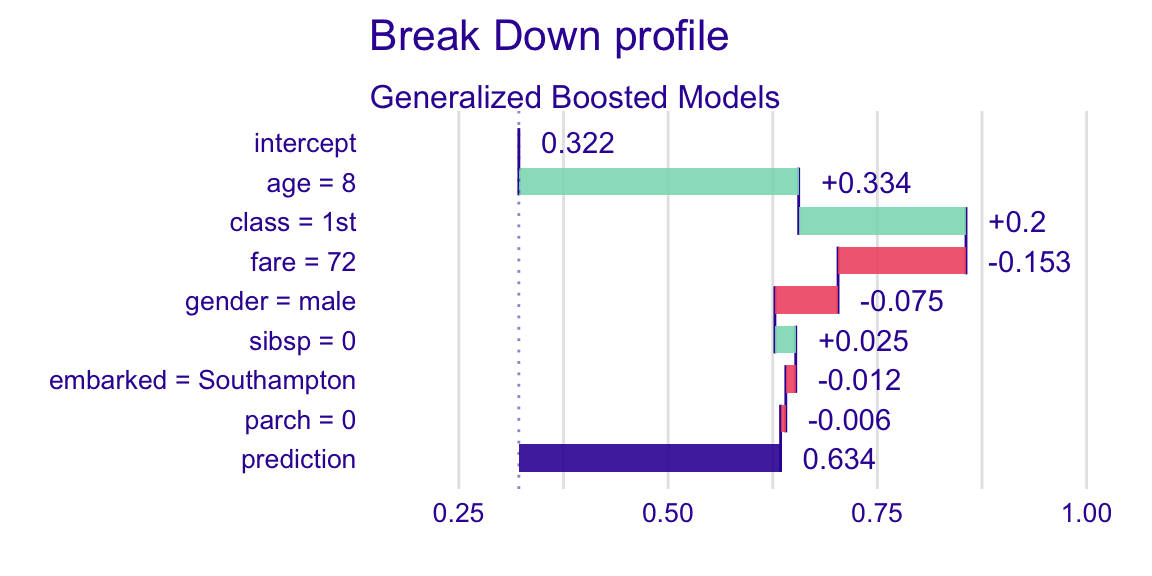 Break Down profile
Generalized Boosted Models
intercept 0.322
age = 8 +0.334
class = 1st +0.2
fare = 72 -0.153
gender = male -0.075
sibsp = 0 +0.025
embarked = Southampton -0.012
parch = 0 -0.006
prediction 0.634
0.25 0.50 0.75 1.00